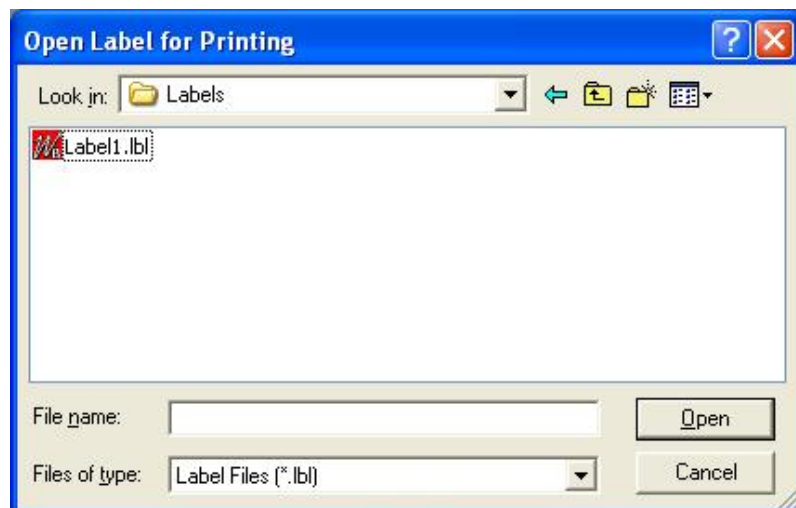 Open Label for Printing
Look in: Labels
Label1.lbl
File name: Open
Files of type: Label Files (*.lbl) Cancel